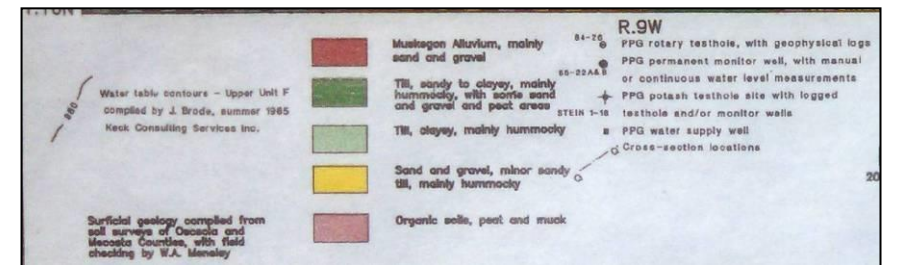 T.16N
R.9W
260
Water table contours - Upper Unit F
compiled by J. Brode, summer 1985
Keck Consulting Services Inc.
Surficial geology compiled from
soil surveys of Osceola and
Mecosta Counties, with field
checking by W.A. Meneley
Muskegon Alluvium, mainly
sand and gravel
Till, sandy to clayey, mainly
hummocky, with some sand
and gravel and peat areas
Till, clayey, mainly hummocky
Sand and gravel, minor sandy
till, mainly hummocky
Organic soils, peat and muck
84-26
PPG rotary testhole, with geophysical logs
PPG permanent monitor well, with manual
or continuous water level measurements
PPG potash testhole site with logged
STEIN 1-18
testhole and/or monitor wells
PPG water supply well
Cross-section locations
20